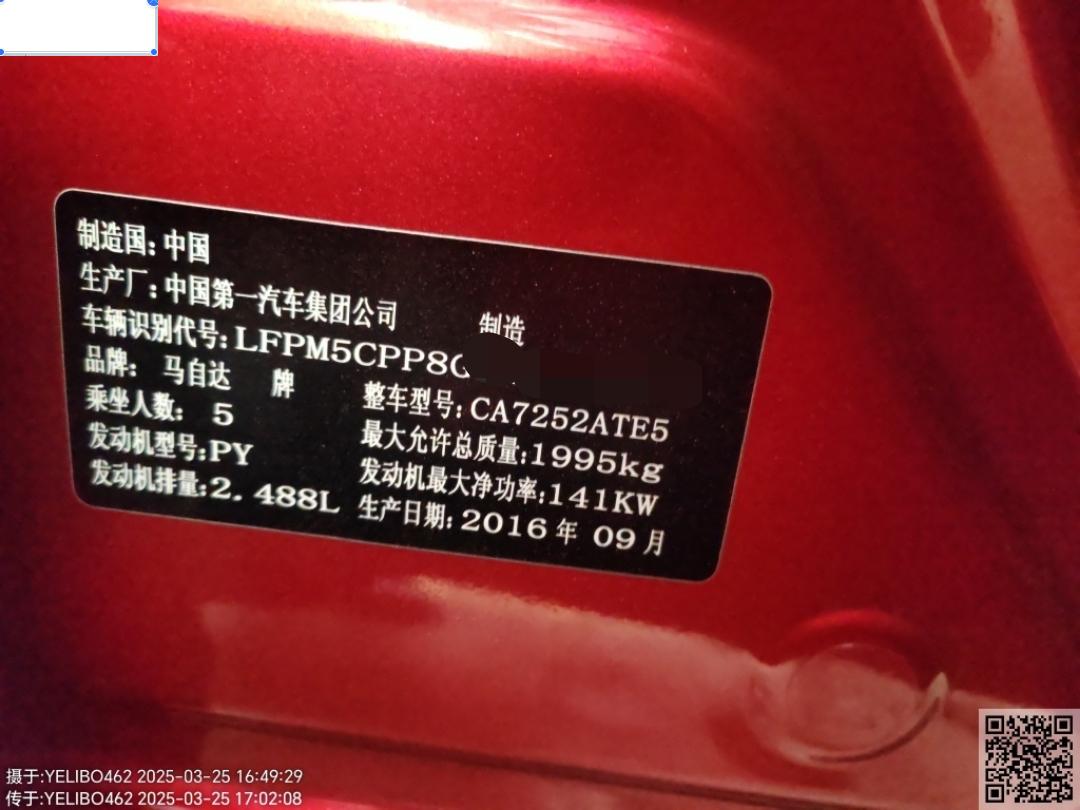 制造国:中国
生产厂:中国第一汽车集团公司 制造
车辆识别代号:LFPM5CPP8
品牌: 马自达 牌 整车型号:CA7252ATE5
乘坐人数: 5 最大允许总质量:1995kg
发动机型号:PY 发动机最大净功率:141KW
发动机排量:2.488L 生产日期:2016年 09月
摄于:YELIBO462 2025-03-25 16:49:29
传于:YELIBO462 2025-03-25 17:02:08